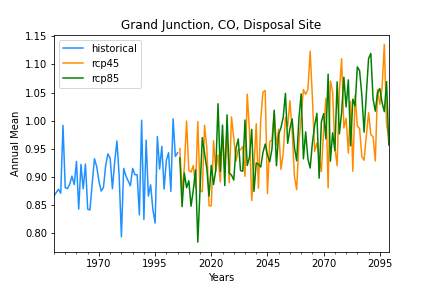 Grand Junction, CO, Disposal Site
historical
rcp45
rcp85
Annual Mean
1.15
1.10
1.05
1.00
0.95
0.90
0.85
0.80
1970
1995
2020
2045
2070
2095
Years